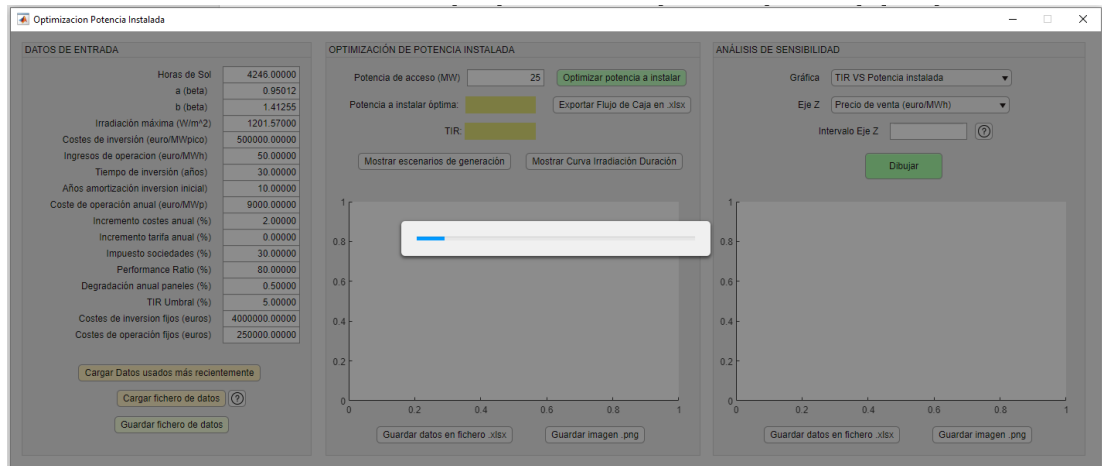 Optimizacion Potencia Instalada
DATOS DE ENTRADA
Horas de Sol 4246.00000
a (beta) 0.95012
b (beta) 1.41255
Irradiación máxima (W/m^2) 1201.57000
Costes de inversión (euro/MWpico) 500000.00000
Ingresos de operacion (euro/MWh) 50.00000
Tiempo de inversión (años) 30.00000
Años amortización inversion inicial) 10.00000
Coste de operación anual (euro/MWp) 9000.00000
Incremento costes anual (%) 2.00000
Incremento tarifa anual (%) 0.00000
Impuesto sociedades (%) 30.00000
Performance Ratio (%) 80.00000
Degradación anual paneles (%) 0.50000
TIR Umbral (%) 5.00000
Costes de inversion fijos (euros) 4000000.00000
Costes de operación fijos (euros) 250000.00000
Cargar Datos usados más recientemente
Cargar fichero de datos ?
Guardar fichero de datos
OPTIMIZACIÓN DE POTENCIA INSTALADA
Potencia de acceso (MW) 25 Optimizar potencia a instalar
Potencia a instalar óptima: Exportar Flujo de Caja en .xlsx
TIR:
Mostrar escenarios de generación Mostrar Curva Irradiación Duración
1
0.8
0.6
0.4
0.2
0
0 0.2 0.4 0.6 0.8 1
Guardar datos en fichero .xlsx Guardar imagen .png
ANÁLISIS DE SENSIBILIDAD
Gráfica TIR VS Potencia instalada
Eje Z Precio de venta (euro/MWh)
Intervalo Eje Z ?
Dibujar
1
0.8
0.6
0.4
0.2
0
0 0.2 0.4 0.6 0.8 1
Guardar datos en fichero .xlsx Guardar imagen .png